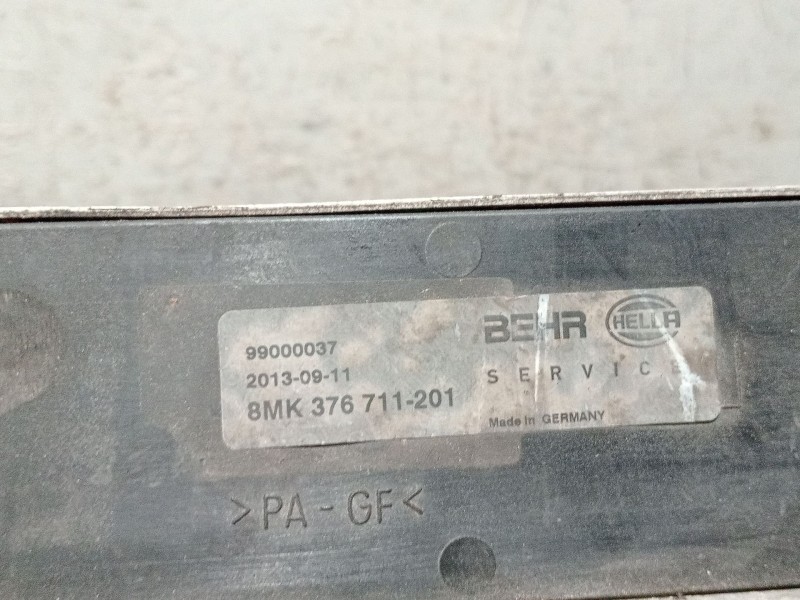 99000037
2013-09-11
8MK 376 711-201
BEHR HELLA
SERVICE
Made in GERMANY
>PA-GF<